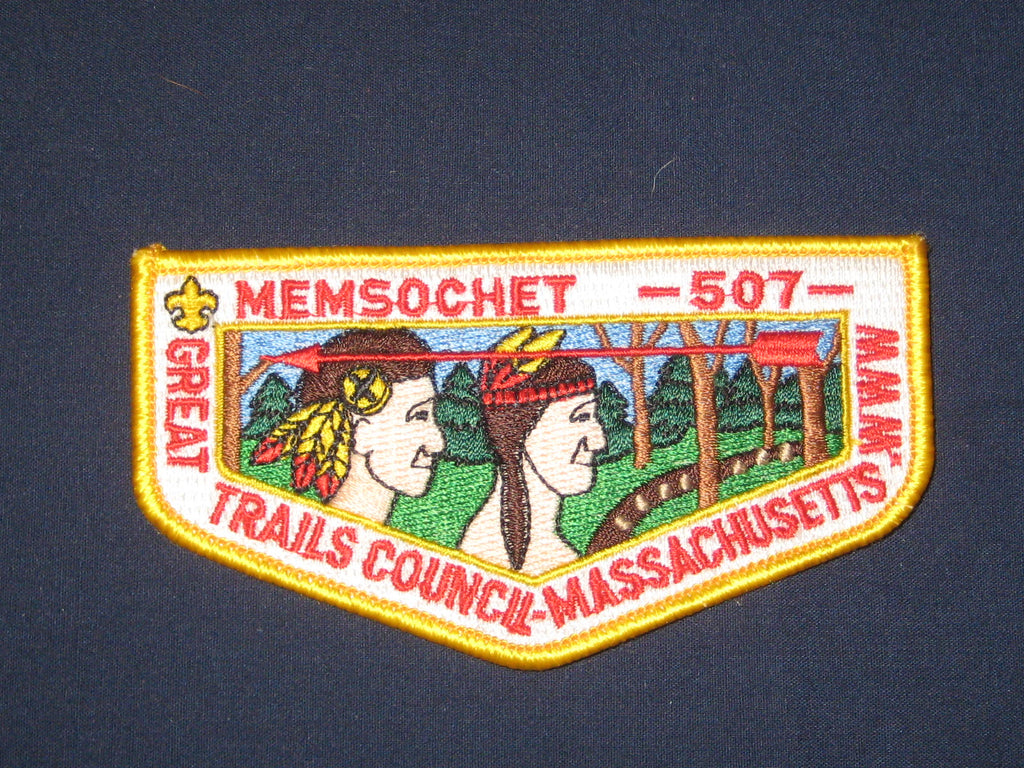 MEMSOCHET -507-
GREAT TRAILS COUNCIL-MASSACHUSETTS
M.M.M.K.